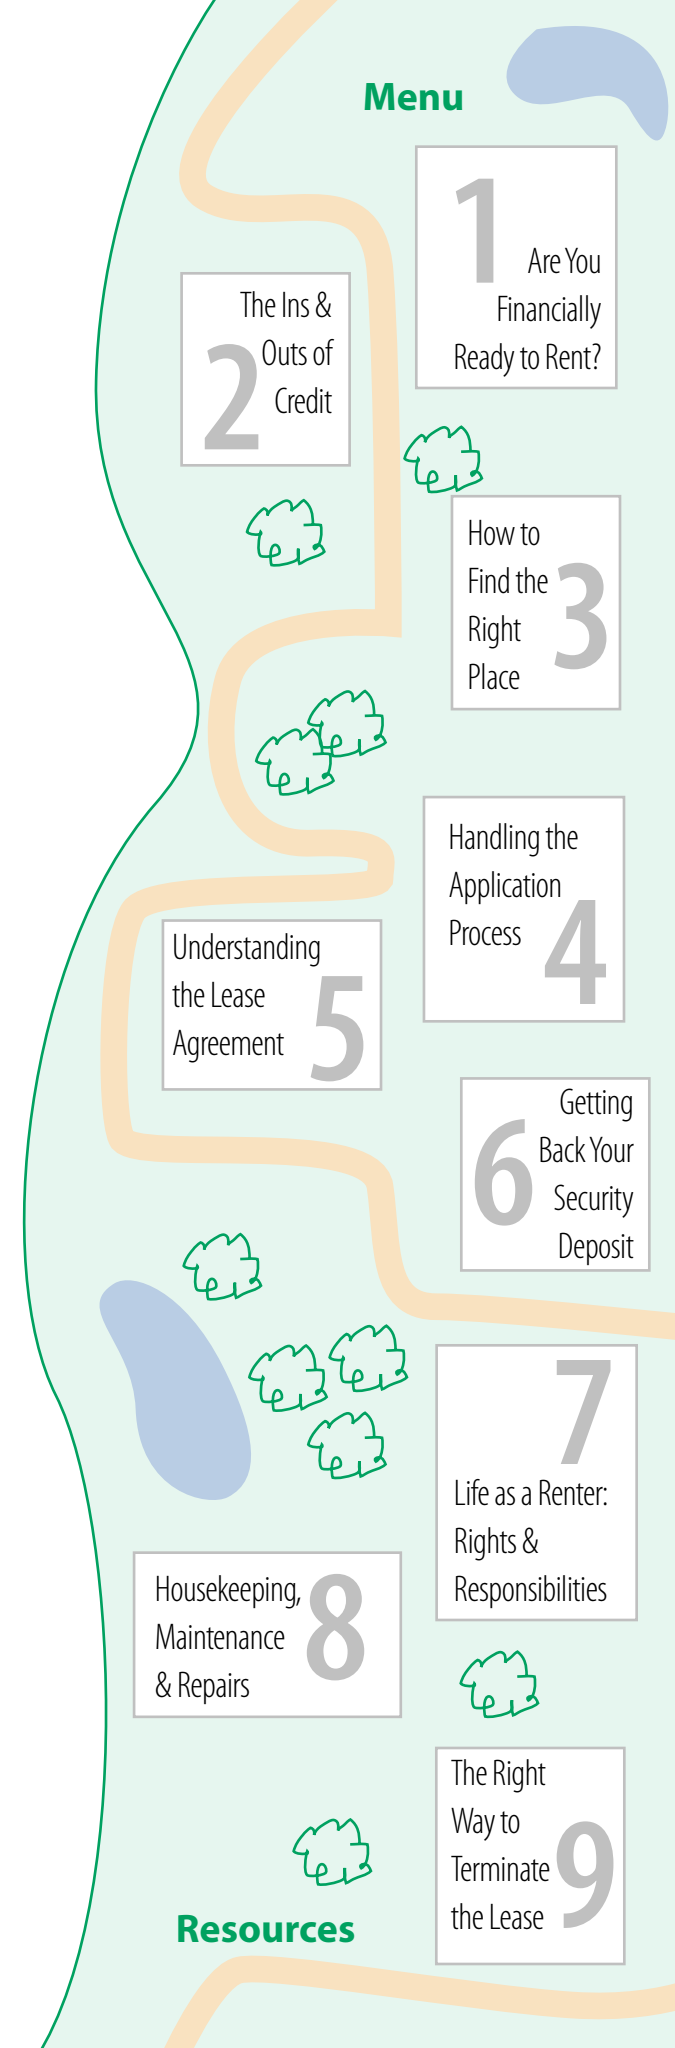 Menu
1
Are You
Financially
Ready to Rent?
The Ins &
Outs of
Credit
2
How to
Find the
Right
Place
3
Handling the
Application
Process
4
Understanding
the Lease
Agreement
5
Getting
Back Your
Security
Deposit
6
7
Life as a Renter:
Rights &
Responsibilities
Housekeeping,
Maintenance
& Repairs
8
The Right
Way to
Terminate
the Lease
9
Resources